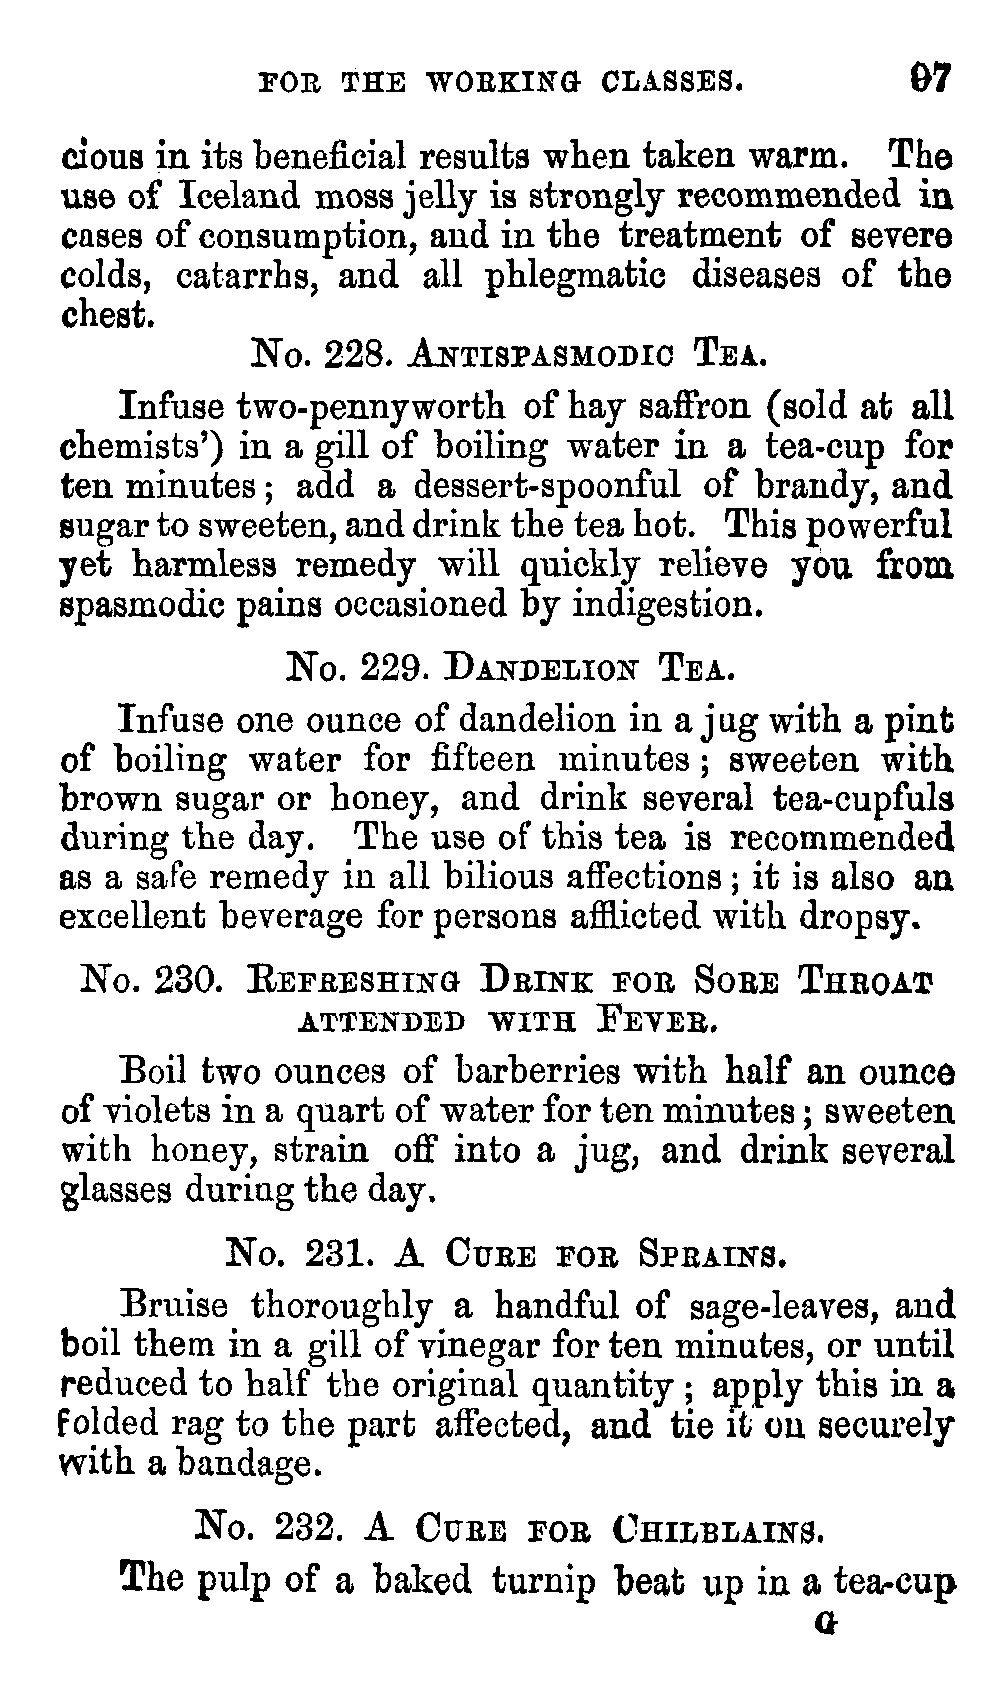 FOR THE WORKING CLASSES. 97
cious in its beneficial results when taken warm. The
use of Iceland moss jelly is strongly recommended in
cases of consumption, and in the treatment of severe
colds, catarrhs, and all phlegmatic diseases of the
chest.
No. 228. Antispasmodic Tea.
Infuse two-pennyworth of hay saffron (sold at all
chemists') in a gill of boiling water in a tea-cup for
ten minutes; add a dessert-spoonful of brandy, and
sugar to sweeten, and drink the tea hot. This powerful
yet harmless remedy will quickly relieve you from
spasmodic pains occasioned by indigestion.
No. 229. Dandelion Tea.
Infuse one ounce of dandelion in a jug with a pint
of boiling water for fifteen minutes; sweeten with
brown sugar or honey, and drink several tea-cupfuls
during the day. The use of this tea is recommended
as a safe remedy in all bilious affections; it is also an
excellent beverage for persons afflicted with dropsy.
No. 230. Refreshing Drink for Sore Throat
attended with Fever.
Boil two ounces of barberries with half an ounce
of violets in a quart of water for ten minutes; sweeten
with honey, strain off into a jug, and drink several
glasses during the day.
No. 231. A Cure for Sprains.
Bruise thoroughly a handful of sage-leaves, and
boil them in a gill of vinegar for ten minutes, or until
reduced to half the original quantity; apply this in a
folded rag to the part affected, and tie it on securely
with a bandage.
No. 232. A Cure for Chilblains.
The pulp of a baked turnip beat up in a tea-cup
G